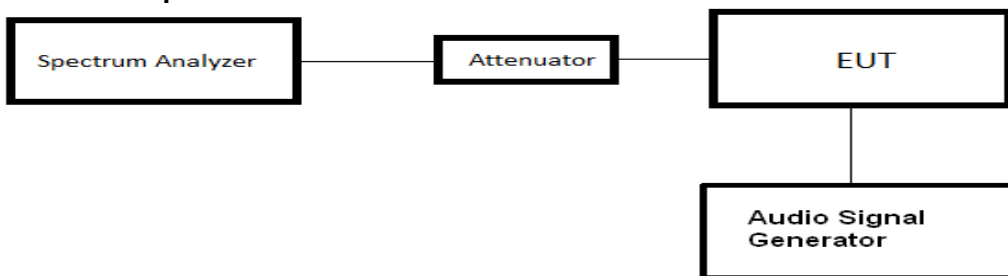 Spectrum Analyzer
Attenuator
EUT
Audio Signal
Generator